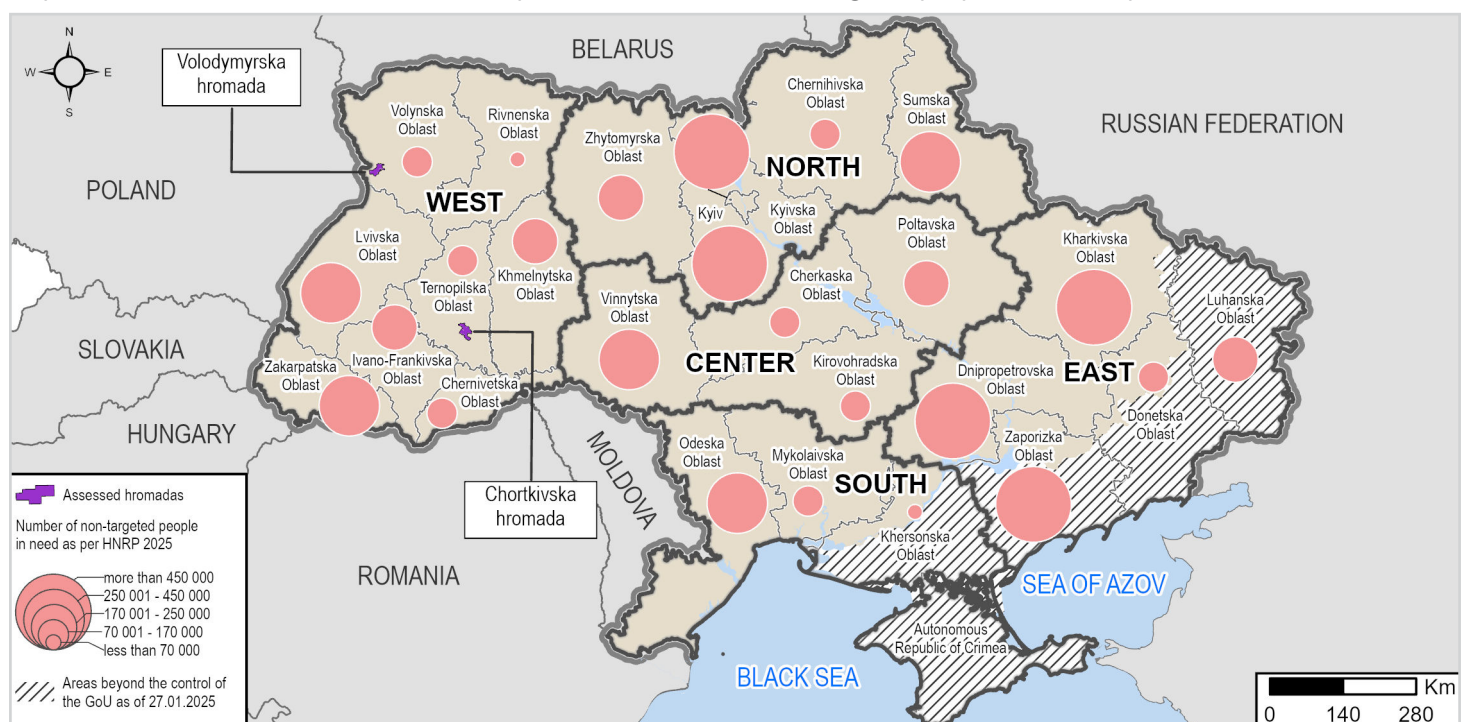 N
W
E
S
Volodymyrska
hromada
BELARUS
RUSSIAN FEDERATION
POLAND
SLOVAKIA
HUNGARY
ROMANIA
MOLDOVA
Volynska
Oblast
Rivnenska
Oblast
Zhytomyrska
Oblast
Chernihivska
Oblast
Sumska
Oblast
NORTH
WEST
Kyiv
Kyivska
Oblast
Poltavska
Oblast
Kharkivska
Oblast
Lvivska
Oblast
Ternopilska
Oblast
Khmelnytska
Oblast
Vinnytska
Oblast
Cherkaska
Oblast
Luhanska
Oblast
Zakarpatska
Oblast
Ivano-Frankivska
Oblast
Chernivetska
Oblast
CENTER
Kirovohradska
Oblast
Dnipropetrovska
Oblast
EAST
Donetska
Oblast
Zaporizka
Oblast
Odeska
Oblast
Mykolaivska
Oblast
SOUTH
Khersonska
Oblast
Chortkivska
hromada
SEA OF AZOV
Autonomous
Republic of Crimea
BLACK SEA
Assessed hromadas
Number of non-targeted people
in need as per HNRP 2025
more than 450 000
250 001 - 450 000
170 001 - 250 000
70 001 - 170 000
less than 70 000
Areas beyond the control of
the GoU as of 27.01.2025
Km
0 140 280